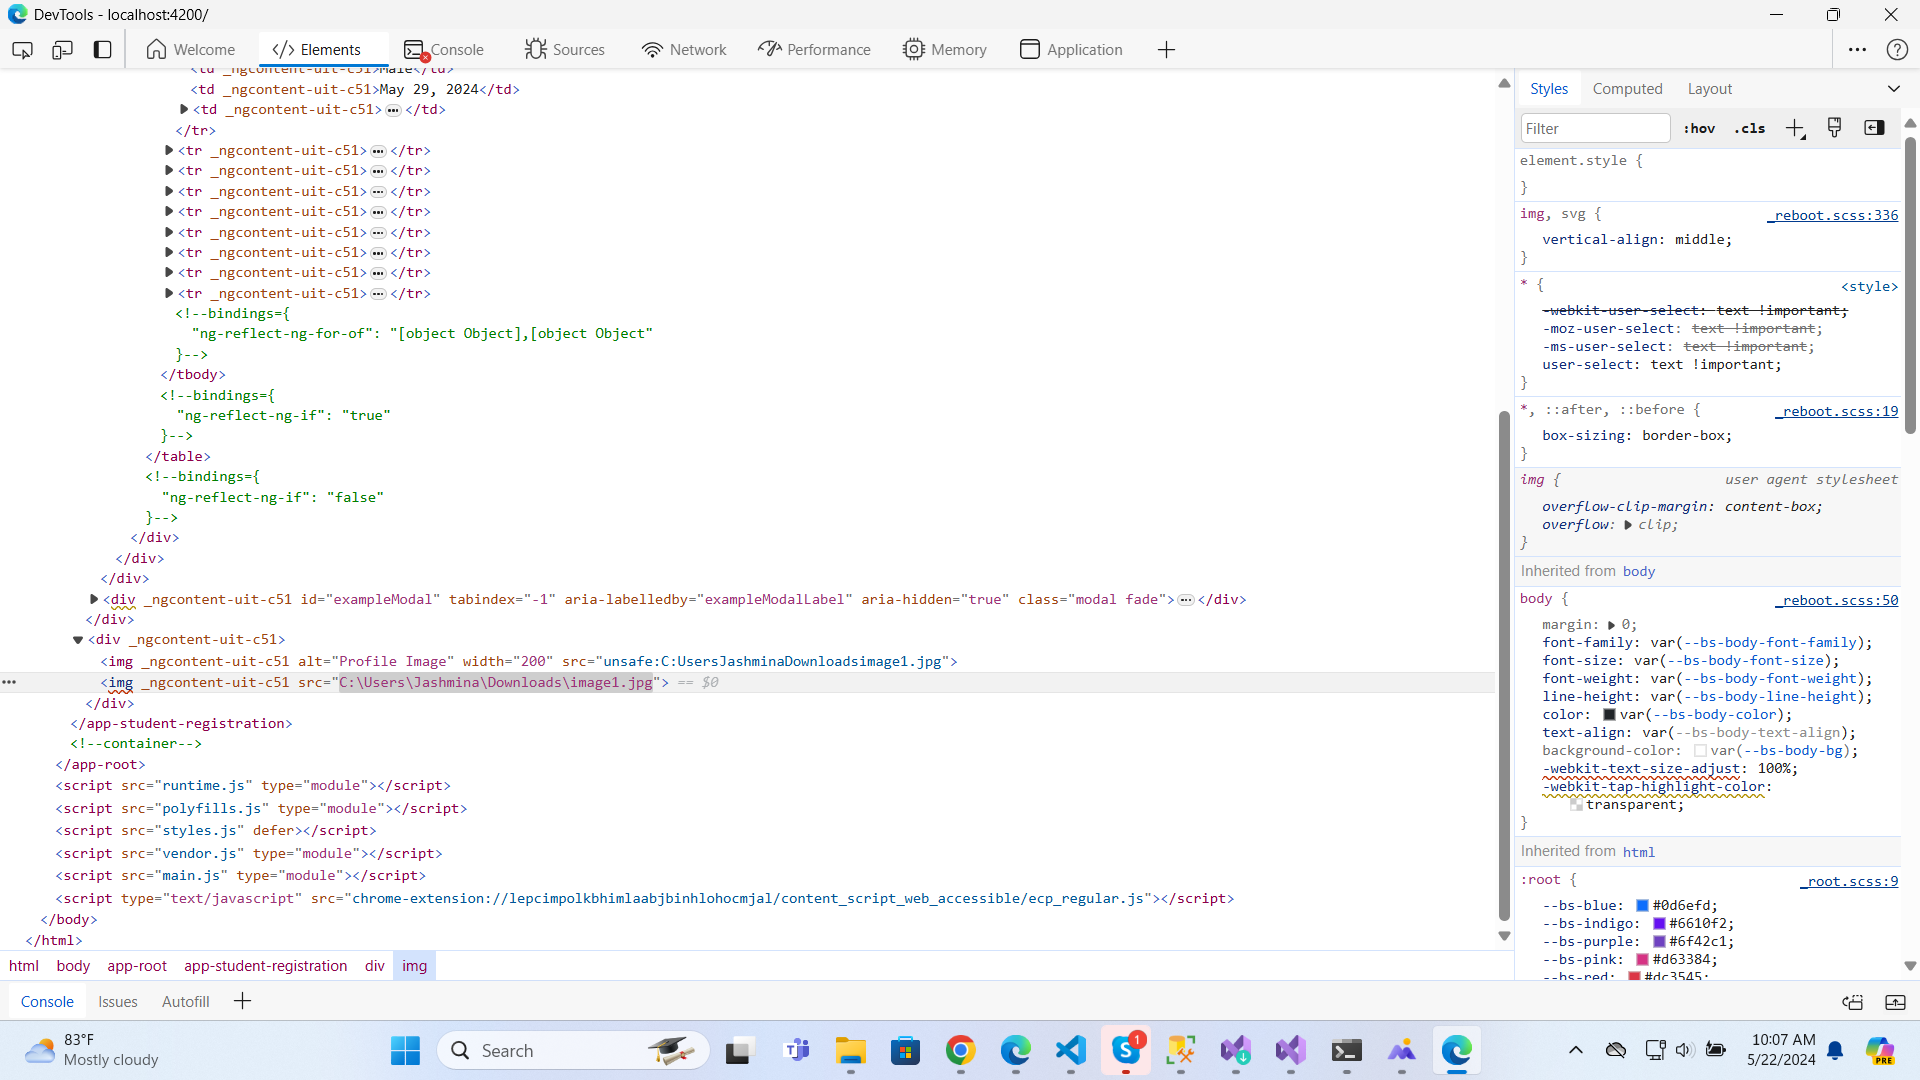 DevTools - localhost:4200/
Welcome
Elements
Console
Sources
Network
Performance
Memory
Application
<td _ngcontent-uit-c51>Male</td>
<td _ngcontent-uit-c51>May 29, 2024</td>
<td _ngcontent-uit-c51>…</td>
</tr>
<tr _ngcontent-uit-c51>…</tr>
<tr _ngcontent-uit-c51>…</tr>
<tr _ngcontent-uit-c51>…</tr>
<tr _ngcontent-uit-c51>…</tr>
<tr _ngcontent-uit-c51>…</tr>
<tr _ngcontent-uit-c51>…</tr>
<tr _ngcontent-uit-c51>…</tr>
<tr _ngcontent-uit-c51>…</tr>
<!--bindings={
"ng-reflect-ng-for-of": "[object Object],[object Object"
}-->
</tbody>
<!--bindings={
"ng-reflect-ng-if": "true"
}-->
</table>
<!--bindings={
"ng-reflect-ng-if": "false"
}-->
</div>
</div>
</div>
<div _ngcontent-uit-c51 id="exampleModal" tabindex="-1" aria-labelledby="exampleModalLabel" aria-hidden="true" class="modal fade">…</div>
</div>
<div _ngcontent-uit-c51>
<img _ngcontent-uit-c51 alt="Profile Image" width="200" src="unsafe:C:UsersJashminaDownloadsimage1.jpg">
<img _ngcontent-uit-c51 src="C:\Users\Jashmina\Downloads\image1.jpg"> == $0
</div>
</app-student-registration>
<!--container-->
</app-root>
<script src="runtime.js" type="module"></script>
<script src="polyfills.js" type="module"></script>
<script src="styles.js" defer></script>
<script src="vendor.js" type="module"></script>
<script src="main.js" type="module"></script>
<script type="text/javascript" src="chrome-extension://lepcimpolkbhimlaabjbinhlohocmjal/content_script_web_accessible/ecp_regular.js"></script>
</body>
</html>
html body app-root app-student-registration div img
Console
Issues
Autofill
Styles
Computed
Layout
Filter
:hov
.cls
element.style {
}
img, svg {
_reboot.scss:336
vertical-align: middle;
}
* {
<style>
-webkit-user-select: text !important;
-moz-user-select: text !important;
-ms-user-select: text !important;
user-select: text !important;
}
*, ::after, ::before {
_reboot.scss:19
box-sizing: border-box;
}
img {
user agent stylesheet
overflow-clip-margin: content-box;
overflow: clip;
}
Inherited from body
body {
_reboot.scss:50
margin: 0;
font-family: var(--bs-body-font-family);
font-size: var(--bs-body-font-size);
font-weight: var(--bs-body-font-weight);
line-height: var(--bs-body-line-height);
color: var(--bs-body-color);
text-align: var(--bs-body-text-align);
background-color: var(--bs-body-bg);
-webkit-text-size-adjust: 100%;
-webkit-tap-highlight-color:
transparent;
}
Inherited from html
:root {
_root.scss:9
--bs-blue: #0d6efd;
--bs-indigo: #6610f2;
--bs-purple: #6f42c1;
--bs-pink: #d63384;
--bs-red: #dc3545;
83°F
Mostly cloudy
Search
1
PRE
10:07 AM
5/22/2024